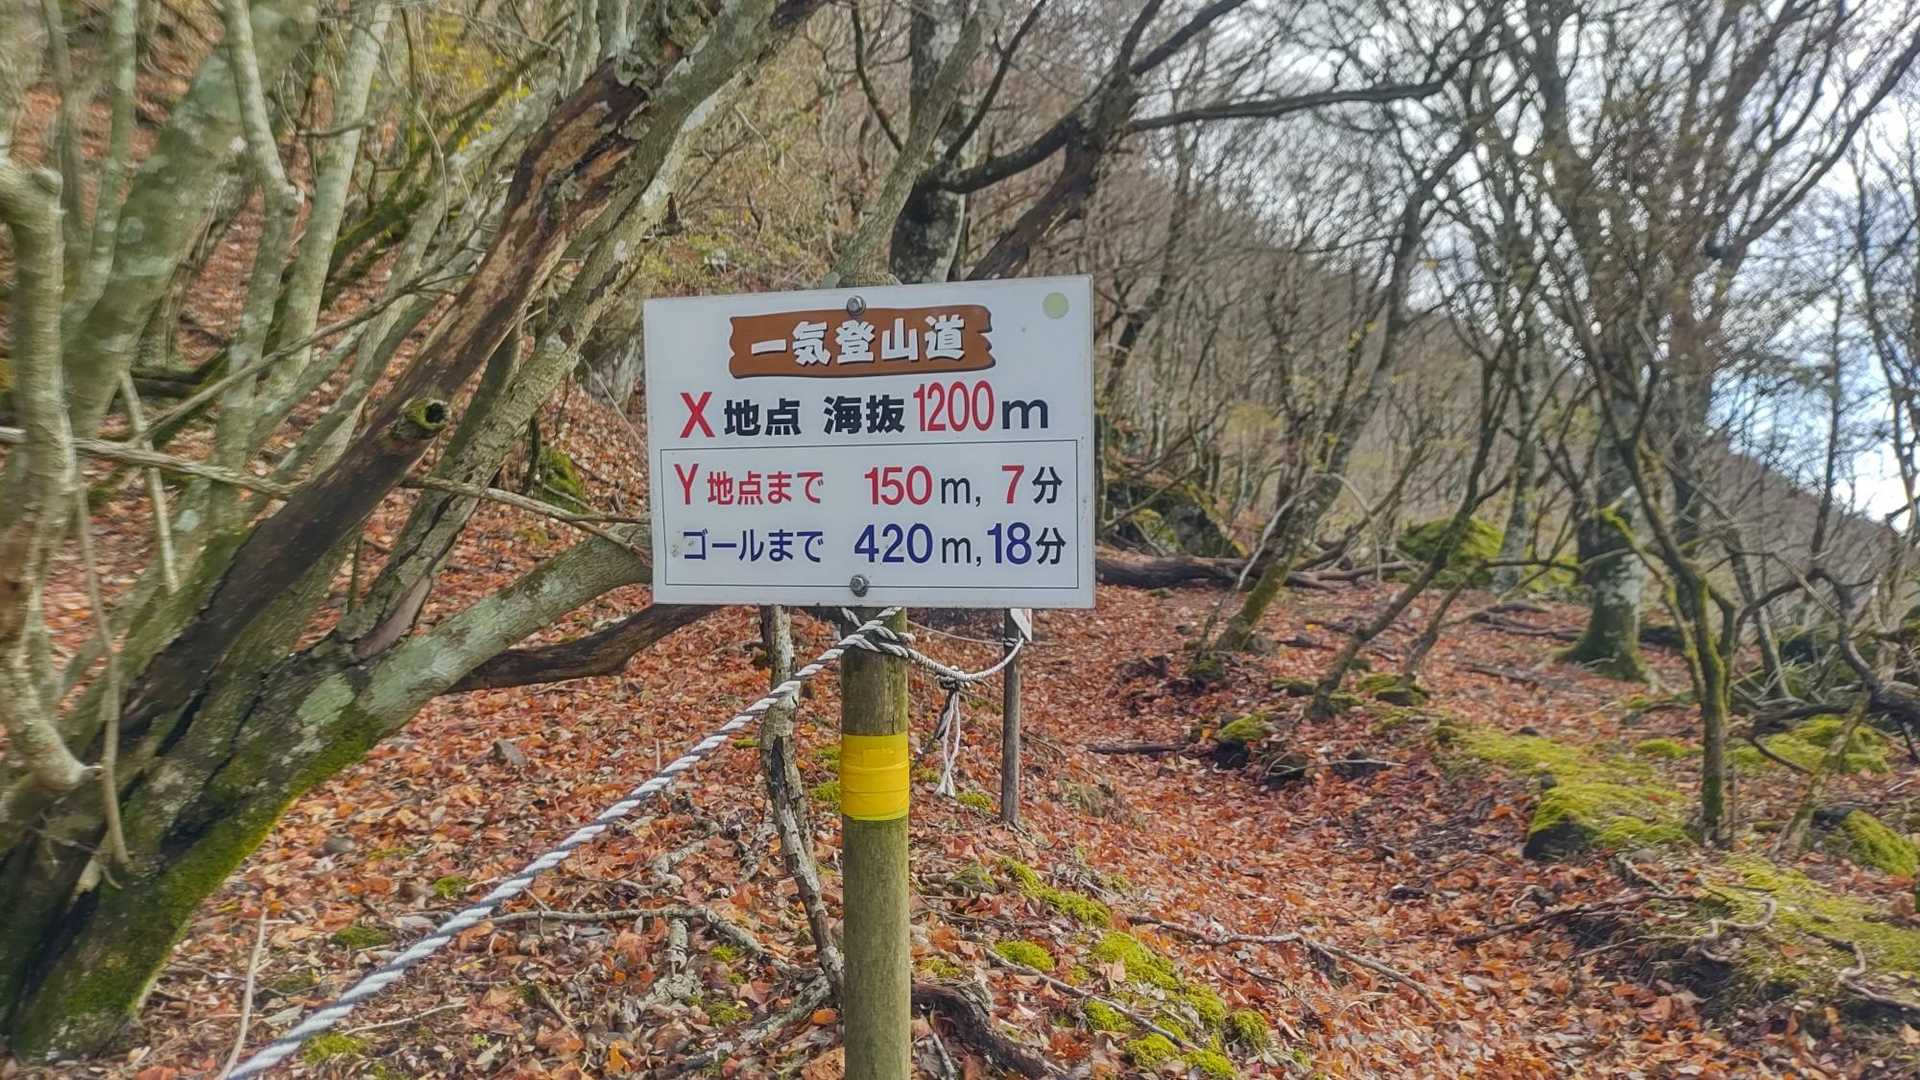 一気登山道
X地点 海抜1200m
Y地点まで 150m, 7分
ゴールまで 420m, 18分